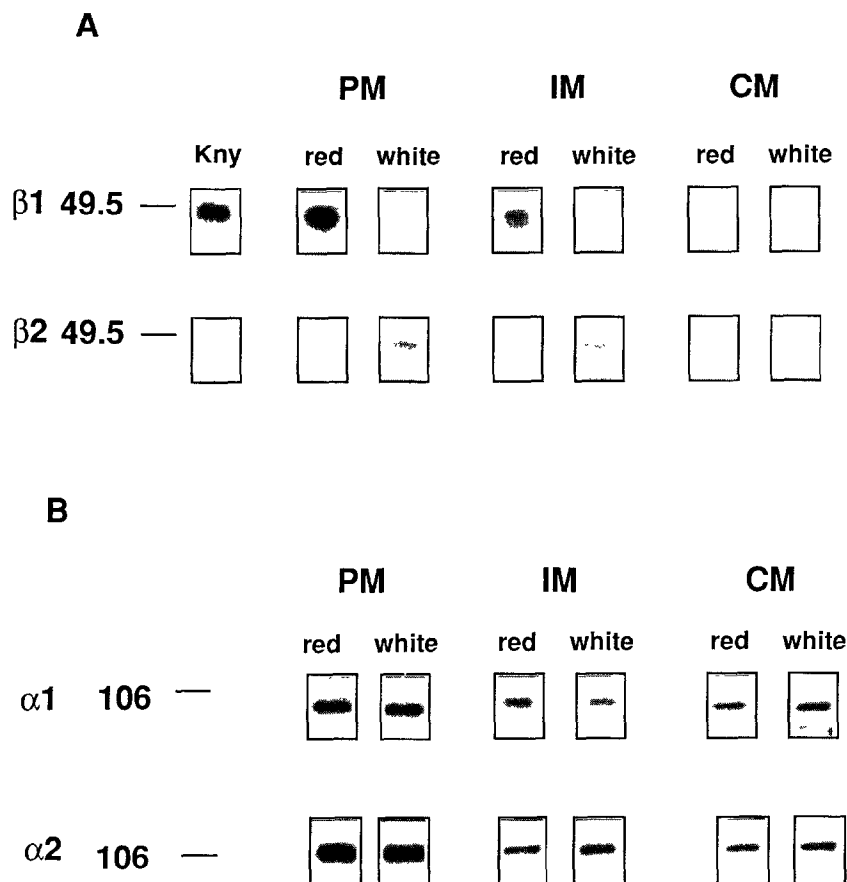 A
PM IM CM
Kny red white red white red white
β1 49.5
β2 49.5
B
PM IM CM
red white red white red white
α1 106
α2 106